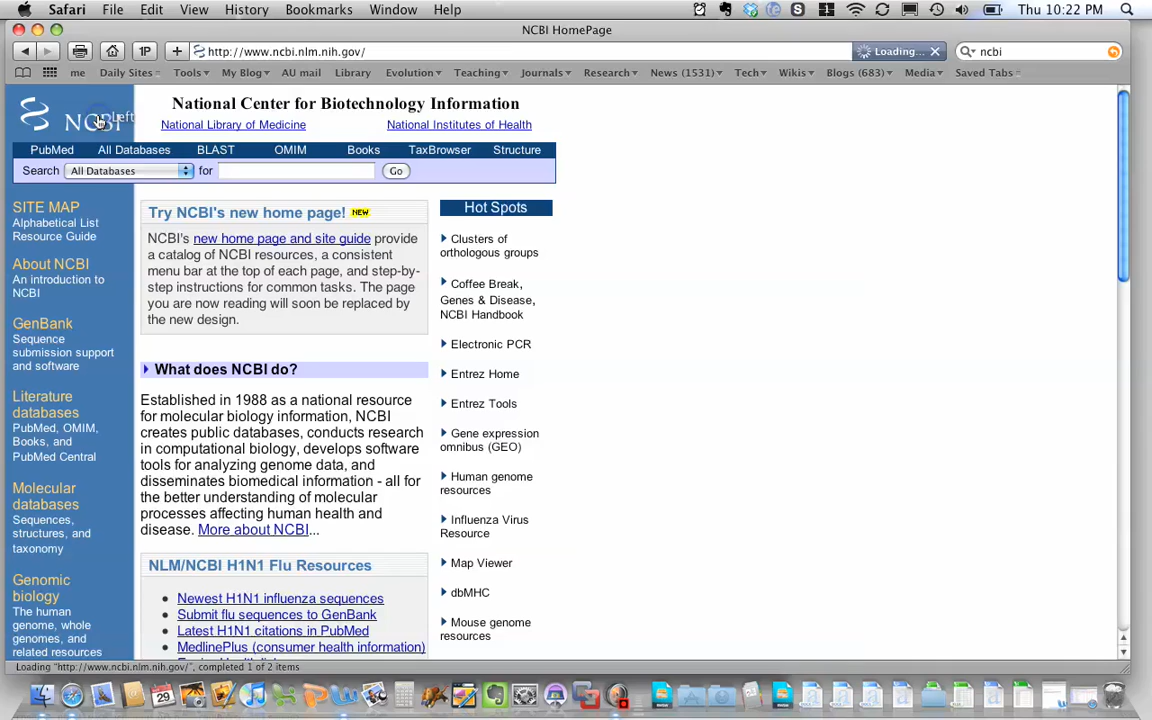 Safari File Edit View History Bookmarks Window Help Thu 10:22 PM
NCBI HomePage
1P + http://www.ncbi.nlm.nih.gov/ Loading... ncbi
me Daily Sites Tools My Blog AU mail Library Evolution Teaching Journals Research News (1531) Tech Wikis Blogs (683) Media Saved Tabs
NCBI Left
National Center for Biotechnology Information
National Library of Medicine National Institutes of Health
PubMed All Databases BLAST OMIM Books TaxBrowser Structure
Search All Databases for Go
SITE MAP
Alphabetical List
Resource Guide
About NCBI
An introduction to
NCBI
GenBank
Sequence
submission support
and software
Literature
databases
PubMed, OMIM,
Books, and
PubMed Central
Molecular
databases
Sequences,
structures, and
taxonomy
Genomic
biology
The human
genome, whole
genomes, and
related resources
Try NCBI's new home page! NEW
NCBI's new home page and site guide provide
a catalog of NCBI resources, a consistent
menu bar at the top of each page, and step-by-
step instructions for common tasks. The page
you are now reading will soon be replaced by
the new design.
What does NCBI do?
Established in 1988 as a national resource
for molecular biology information, NCBI
creates public databases, conducts research
in computational biology, develops software
tools for analyzing genome data, and
disseminates biomedical information - all for
the better understanding of molecular
processes affecting human health and
disease. More about NCBI...
NLM/NCBI H1N1 Flu Resources
Newest H1N1 influenza sequences
Submit flu sequences to GenBank
Latest H1N1 citations in PubMed
MedlinePlus (consumer health information)
Hot Spots
Clusters of
orthologous groups
Coffee Break,
Genes & Disease,
NCBI Handbook
Electronic PCR
Entrez Home
Entrez Tools
Gene expression
omnibus (GEO)
Human genome
resources
Influenza Virus
Resource
Map Viewer
dbMHC
Mouse genome
resources
Loading "http://www.ncbi.nlm.nih.gov/", completed 1 of 2 items
29